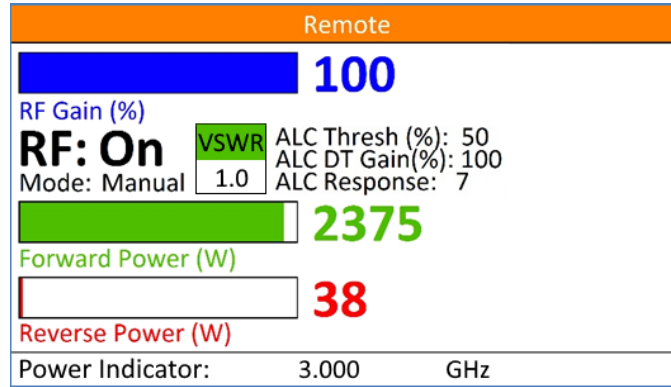 Remote
100
RF Gain (%)
RF: On
Mode: Manual
VSWR
1.0
ALC Thresh (%): 50
ALC DT Gain(%): 100
ALC Response: 7
2375
Forward Power (W)
38
Reverse Power (W)
Power Indicator: 3.000 GHz